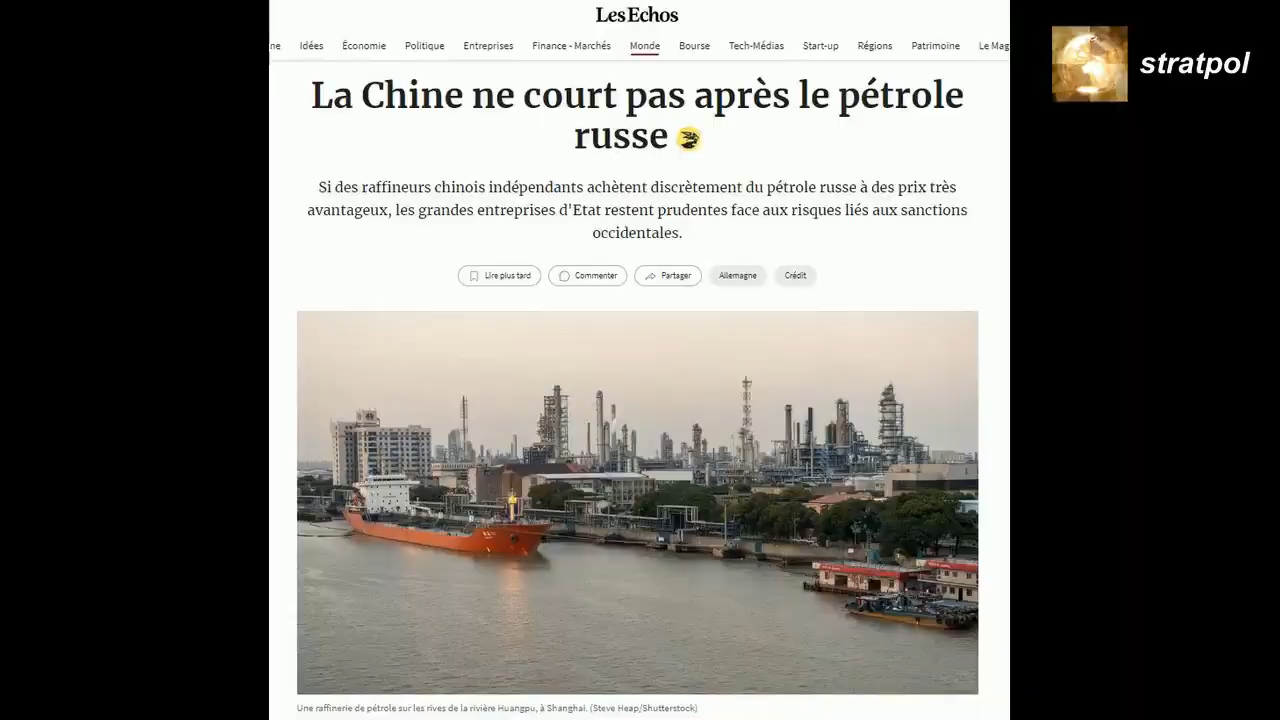 Les Echos
stratpol
ne Idées Économie Politique Entreprises Finance - Marchés Monde Bourse Tech-Médias Start-up Régions Patrimoine Le Mag
La Chine ne court pas après le pétrole
russe
Si des raffineurs chinois indépendants achètent discrètement du pétrole russe à des prix très
avantageux, les grandes entreprises d'Etat restent prudentes face aux risques liés aux sanctions
occidentales.
Lire plus tard Commenter Partager Allemagne Crédit
Une raffinerie de pétrole sur les rives de la rivière Huangpu, à Shanghai. (Steve Heap/Shutterstock)